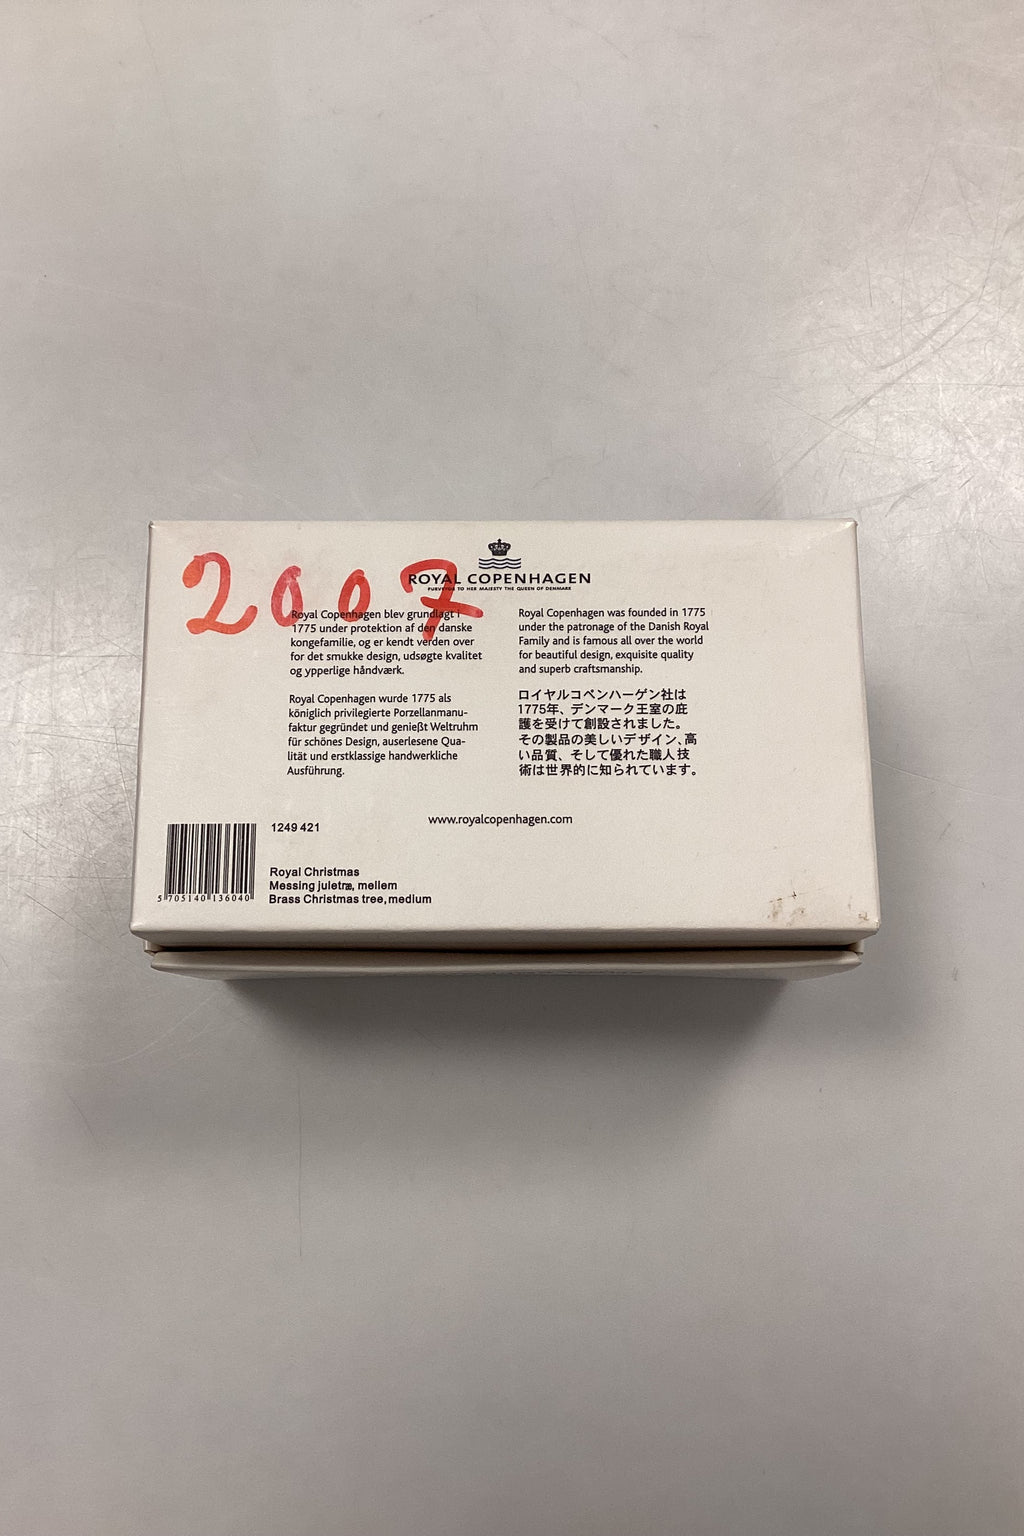 2007
ROYAL COPENHAGEN
PURVEYOR TO HER MAJESTY THE QUEEN OF DENMARK
Royal Copenhagen blev grundlagt i
1775 under protektion af den danske
kongefamilie, og er kendt verden over
for det smukke design, udsøgte kvalitet
og ypperlige håndværk.
Royal Copenhagen was founded in 1775
under the patronage of the Danish Royal
Family and is famous all over the world
for beautiful design, exquisite quality
and superb craftsmanship.
Royal Copenhagen wurde 1775 als
königlich privilegierte Porzellanmanu-
faktur gegründet und genießt Weltruhm
für schönes Design, auserlesene Qua-
lität und erstklassige handwerkliche
Ausführung.
ロイヤルコペンハーゲン社は
1775年、デンマーク王室の庇
護を受けて創設されました。
その製品の美しいデザイン、高
い品質、そして優れた職人技
術は世界的に知られています。
www.royalcopenhagen.com
1249 421
5 705140 136040
Royal Christmas
Messing juletræ, mellem
Brass Christmas tree, medium